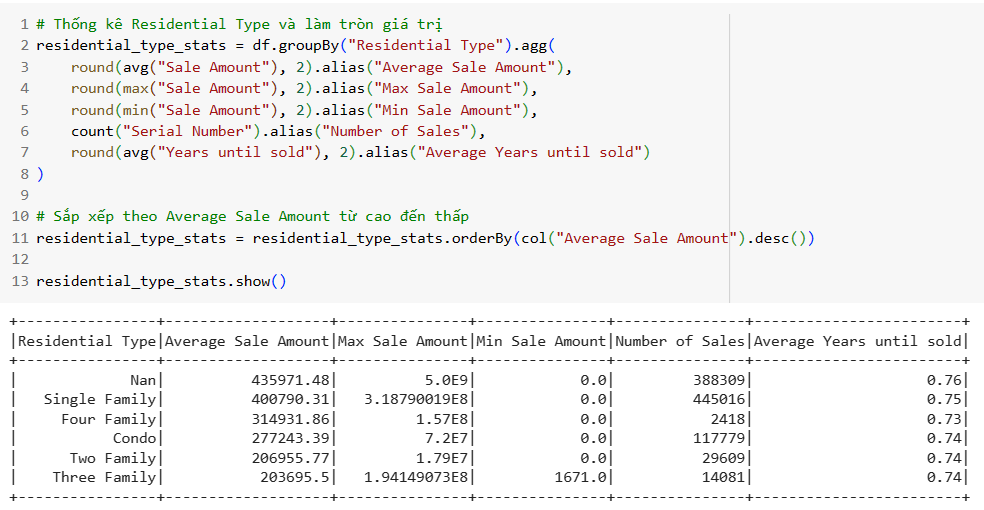 1 # Thống kê Residential Type và làm tròn giá trị
2 residential_type_stats = df.groupBy("Residential Type").agg(
3     round(avg("Sale Amount"), 2).alias("Average Sale Amount"),
4     round(max("Sale Amount"), 2).alias("Max Sale Amount"),
5     round(min("Sale Amount"), 2).alias("Min Sale Amount"),
6     count("Serial Number").alias("Number of Sales"),
7     round(avg("Years until sold"), 2).alias("Average Years until sold")
8 )
9
10 # Sắp xếp theo Average Sale Amount từ cao đến thấp
11 residential_type_stats = residential_type_stats.orderBy(col("Average Sale Amount").desc())
12
13 residential_type_stats.show()
+----------------+-------------------+---------------+---------------+---------------+------------------------+
|Residential Type|Average Sale Amount|Max Sale Amount|Min Sale Amount|Number of Sales|Average Years until sold|
+----------------+-------------------+---------------+---------------+---------------+------------------------+
|             Nan|          435971.48|          5.0E9|            0.0|         388309|                    0.76|
|   Single Family|          400790.31|   3.18790019E8|            0.0|         445016|                    0.75|
|     Four Family|          314931.86|         1.57E8|            0.0|           2418|                    0.73|
|           Condo|          277243.39|          7.2E7|            0.0|         117779|                    0.74|
|      Two Family|          206955.77|         1.79E7|            0.0|          29609|                    0.74|
|    Three Family|           203695.5|   1.94149073E8|         1671.0|          14081|                    0.74|
+----------------+-------------------+---------------+---------------+---------------+------------------------+